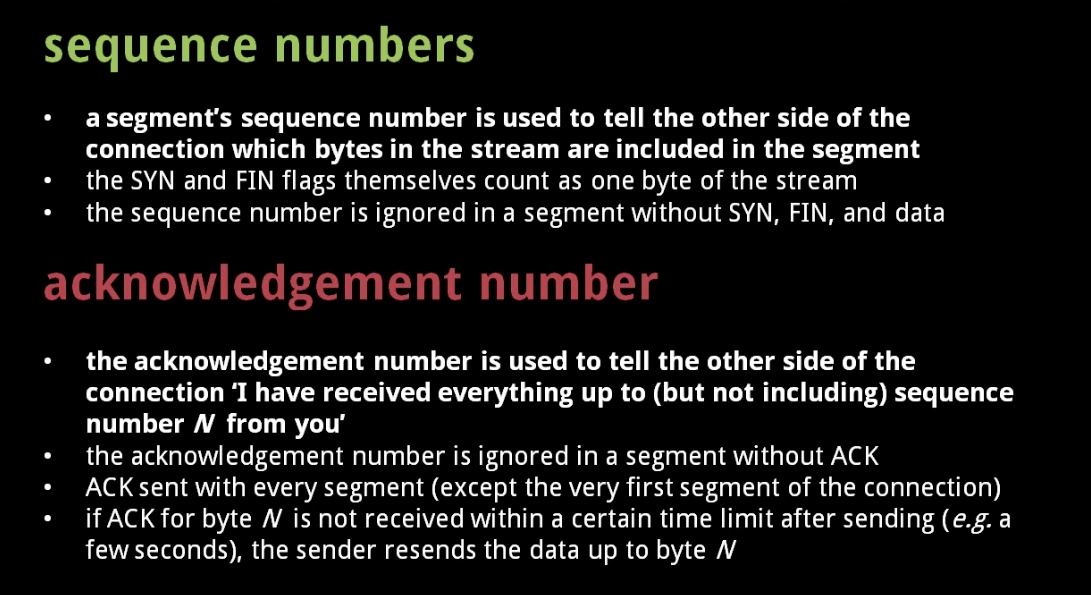 sequence numbers
• a segment’s sequence number is used to tell the other side of the
connection which bytes in the stream are included in the segment
• the SYN and FIN flags themselves count as one byte of the stream
• the sequence number is ignored in a segment without SYN, FIN, and data
acknowledgement number
• the acknowledgement number is used to tell the other side of the
connection ‘I have received everything up to (but not including) sequence
number N from you’
• the acknowledgement number is ignored in a segment without ACK
• ACK sent with every segment (except the very first segment of the connection)
• if ACK for byte N is not received within a certain time limit after sending (e.g. a
few seconds), the sender resends the data up to byte N